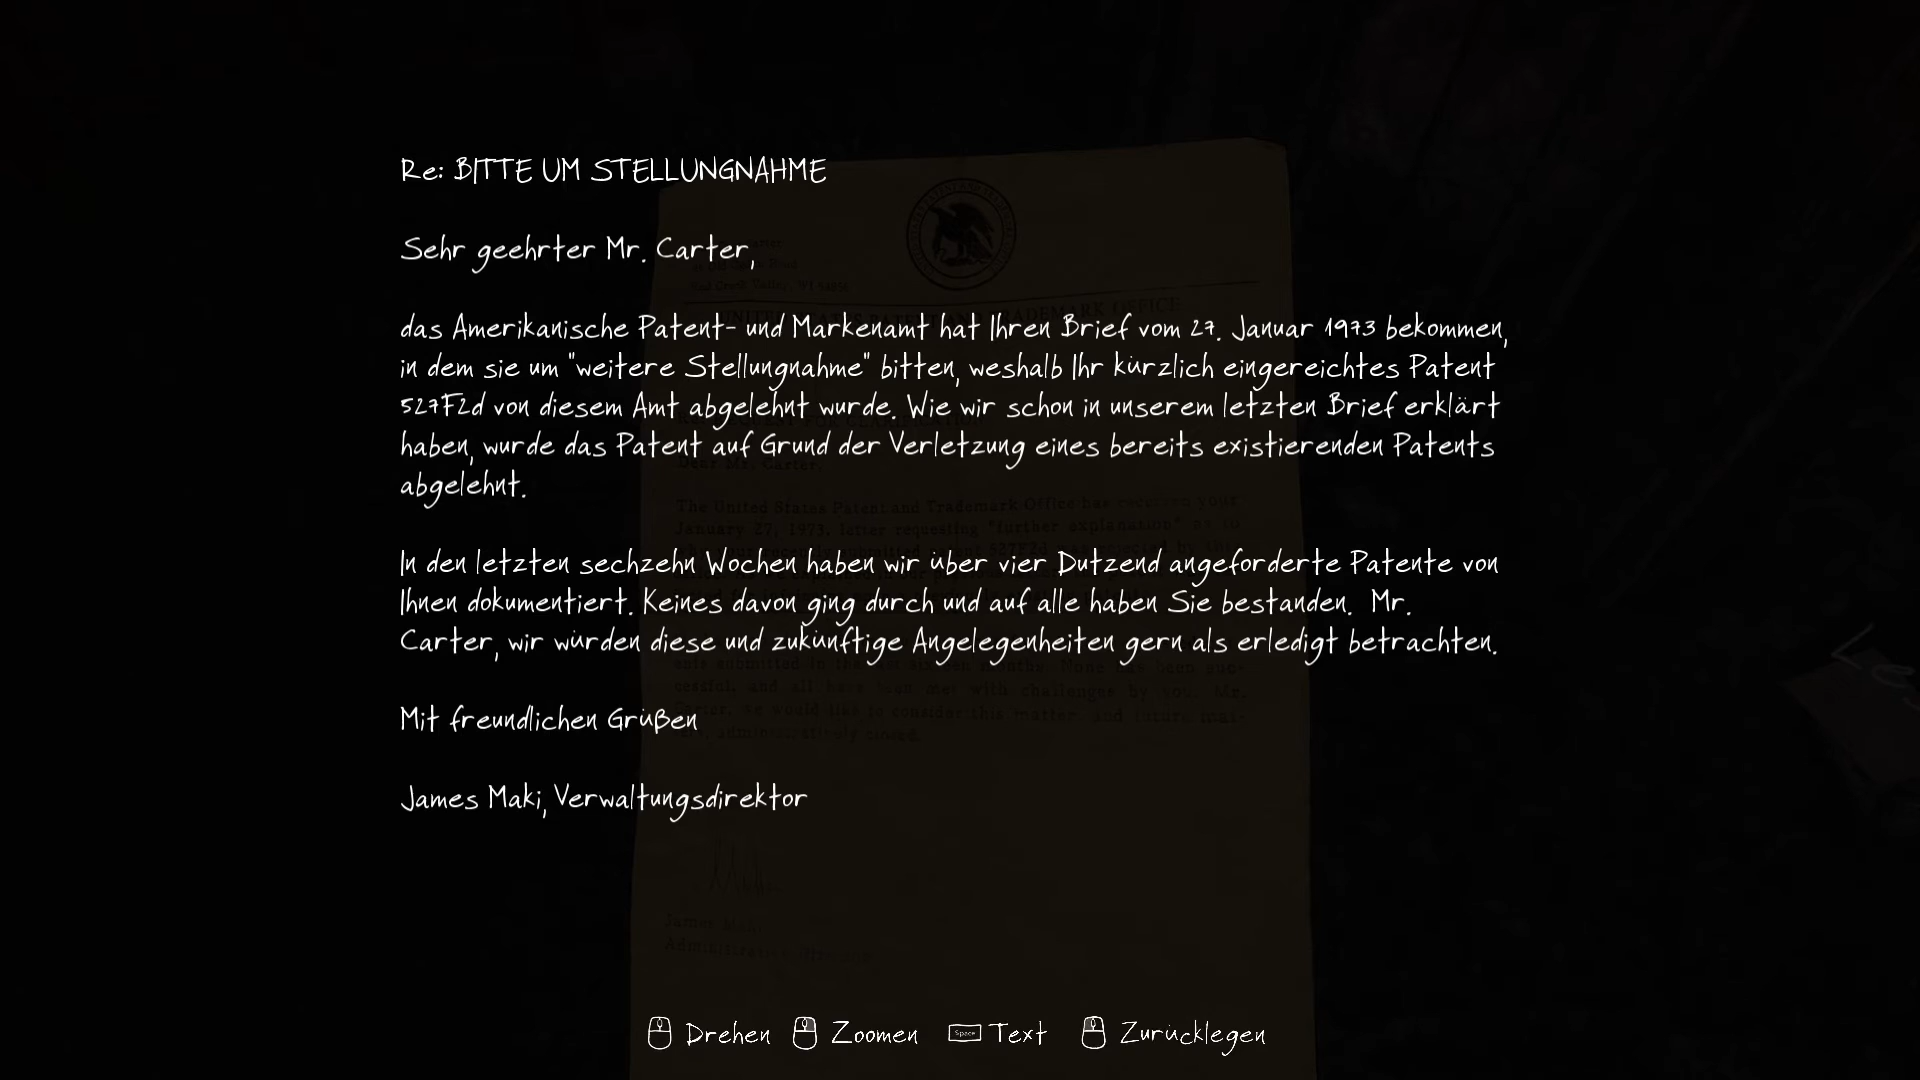 Re: BITTE UM STELLUNGNAHME
Sehr geehrter Mr. Carter,
das Amerikanische Patent- und Markenamt hat Ihren Brief vom 27. Januar 1973 bekommen,
in dem sie um "weitere Stellungnahme" bitten, weshalb Ihr kürzlich eingereichtes Patent
527F2d von diesem Amt abgelehnt wurde. Wie wir schon in unserem letzten Brief erklärt
haben, wurde das Patent auf Grund der Verletzung eines bereits existierenden Patents
abgelehnt.
In den letzten sechzehn Wochen haben wir über vier Dutzend angeforderte Patente von
Ihnen dokumentiert. Keines davon ging durch und auf alle haben Sie bestanden. Mr.
Carter, wir würden diese und zukünftige Angelegenheiten gern als erledigt betrachten.
Mit freundlichen Grüßen
James Maki, Verwaltungsdirektor
Drehen Zoomen Space Text Zurücklegen